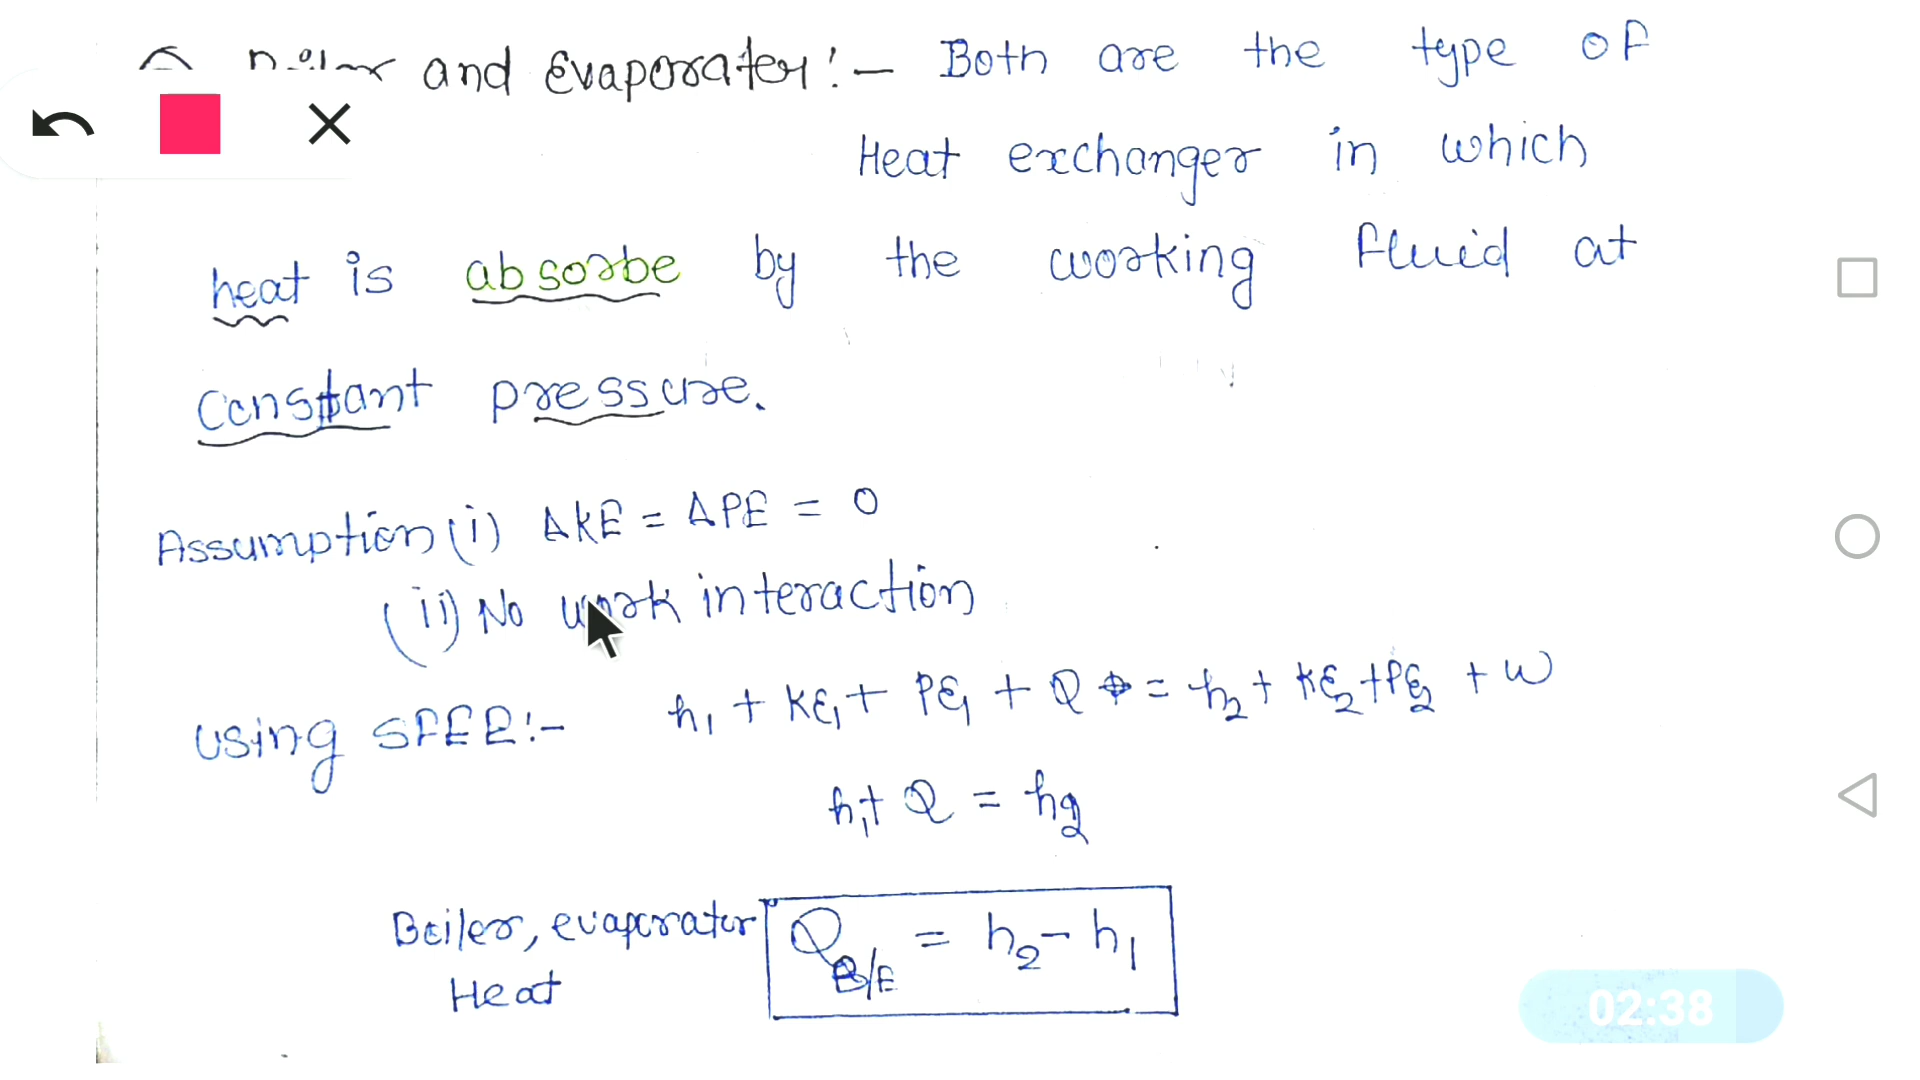 and Evaporater:- Both are the type of
Heat exchanger in which
heat is absorbe by the working fluid at
Constant pressure.
Assumption (i) ΔKE = ΔPE = 0
(ii) No work interaction
using SFEE:- h₁ + KE₁ + PE₁ + Q = h₂ + KE₂ + PE₂ + W
h₁ + Q = h₂
Boiler, evaporator Q B/E = h₂ - h₁
Heat
02:38